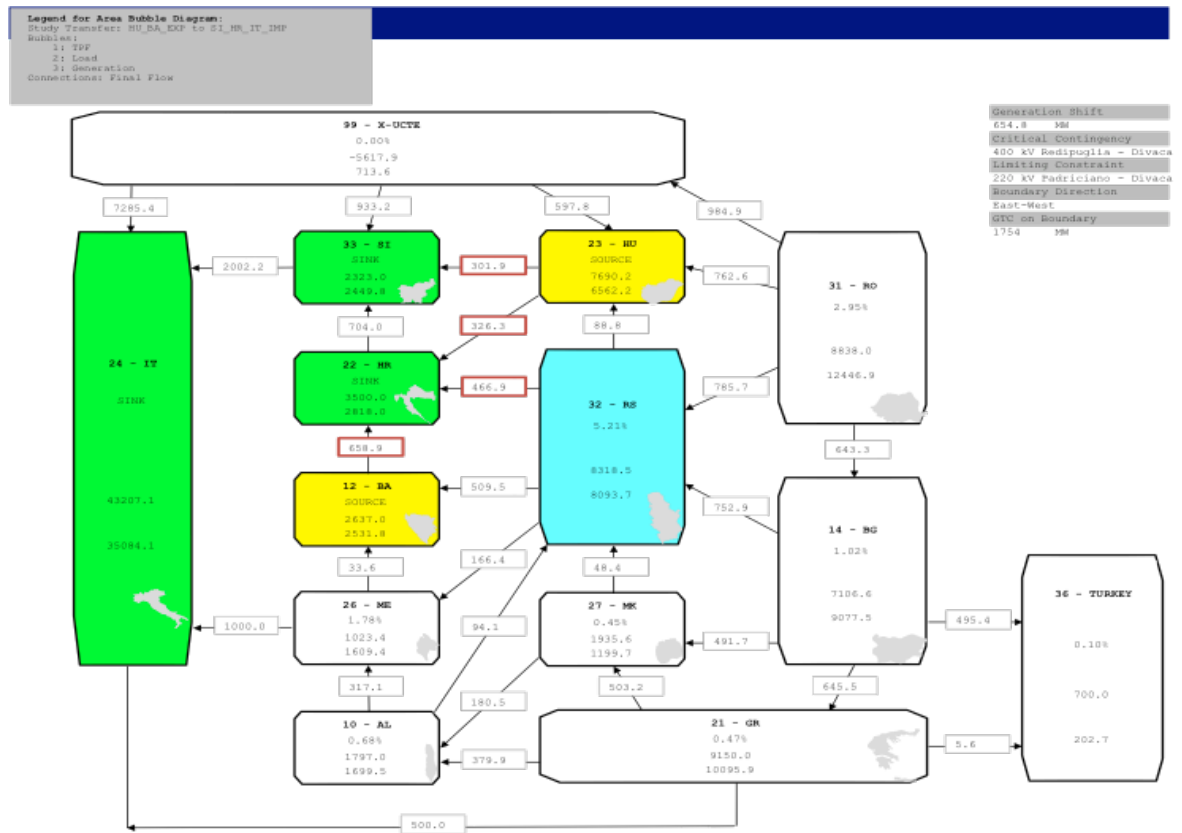 Legend for Area Bubble Diagram:
Study Transfer: HU_BA_EXP to SI_HR_IT_IMP
Bubbles:
1: TPF
2: Load
3: Generation
Connections: Final Flow
Generation Shift
654.8 MW
Critical Contingency
400 kV Redipuglia - Divaca
Limiting Constraint
220 kV Padriciano - Divaca
Boundary Direction
East-West
GTC on Boundary
1754 MW
99 - X-UCTE
0.00%
-5617.9
713.6
7285.4
933.2
597.8
984.9
33 - SI
SINK
2323.0
2449.8
23 - HU
SOURCE
7690.2
6562.2
31 - RO
2.95%
8838.0
12446.9
2002.2
301.9
762.6
704.0
326.3
88.8
24 - IT
SINK
43207.1
35084.1
22 - HR
SINK
3500.0
2818.0
466.9
785.7
32 - RS
5.21%
8318.5
8093.7
658.9
643.3
12 - BA
SOURCE
2637.0
2531.8
509.5
752.9
14 - BG
1.02%
7106.6
9077.5
33.6
166.4
48.4
26 - ME
1.78%
1023.4
1609.4
27 - MK
0.45%
1935.6
1199.7
36 - TURKEY
0.10%
700.0
202.7
1000.0
94.1
491.7
495.4
317.1
180.5
503.2
645.5
10 - AL
0.68%
1797.0
1699.5
21 - GR
0.47%
9150.0
10095.9
379.9
5.6
500.0